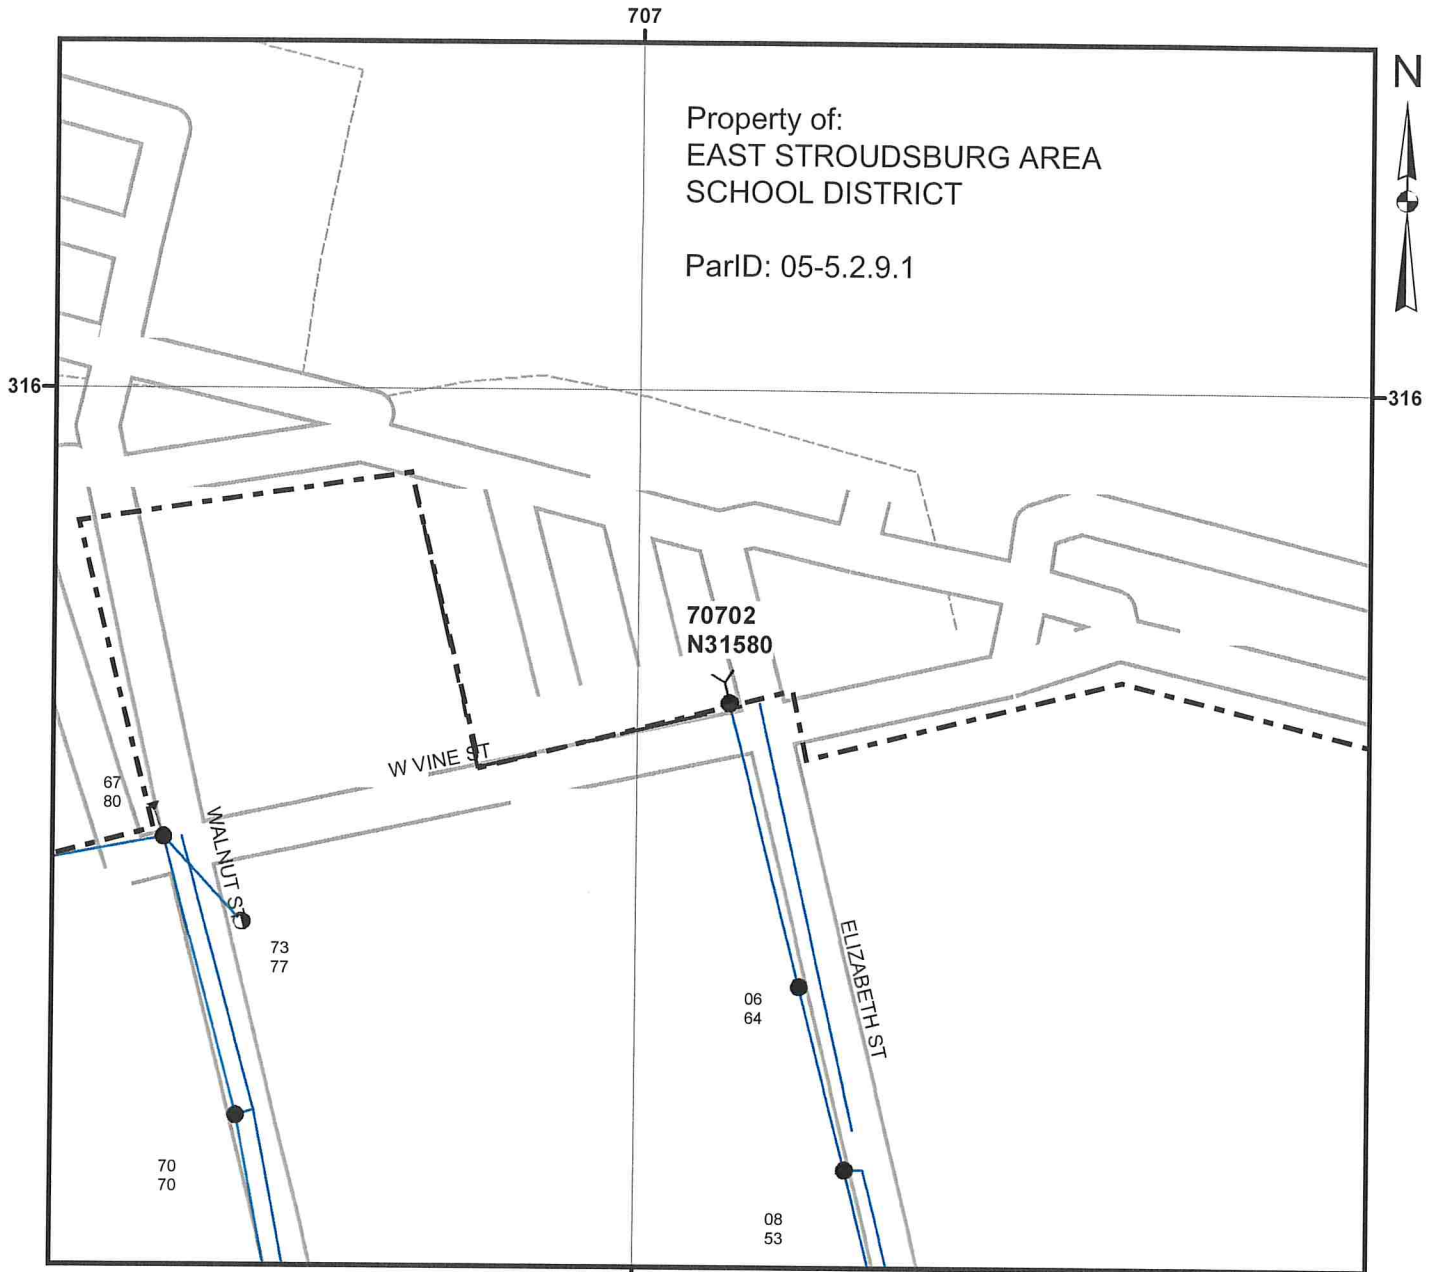 707
N
Property of:
EAST STROUDSBURG AREA
SCHOOL DISTRICT
ParID: 05-5.2.9.1
316
316
70702
N31580
W VINE ST
67
80
WALNUT ST
73
77
ELIZABETH ST
06
64
70
70
08
53